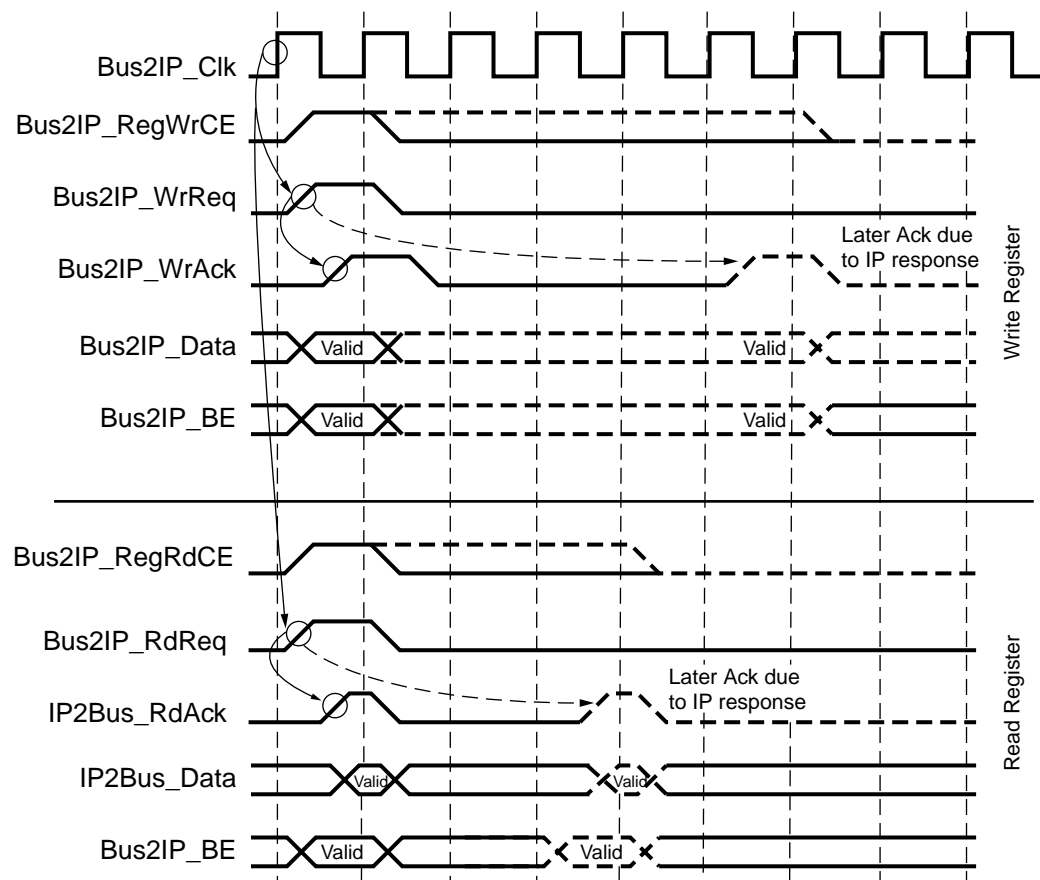 Bus2IP_Clk
Bus2IP_RegWrCE
Bus2IP_WrReq
Later Ack due
to IP response
Bus2IP_WrAck
Bus2IP_Data
Valid
Valid
Bus2IP_BE
Valid
Valid
Write Register
Bus2IP_RegRdCE
Bus2IP_RdReq
Later Ack due
to IP response
IP2Bus_RdAck
IP2Bus_Data
Valid
Valid
Bus2IP_BE
Valid
Valid
Read Register